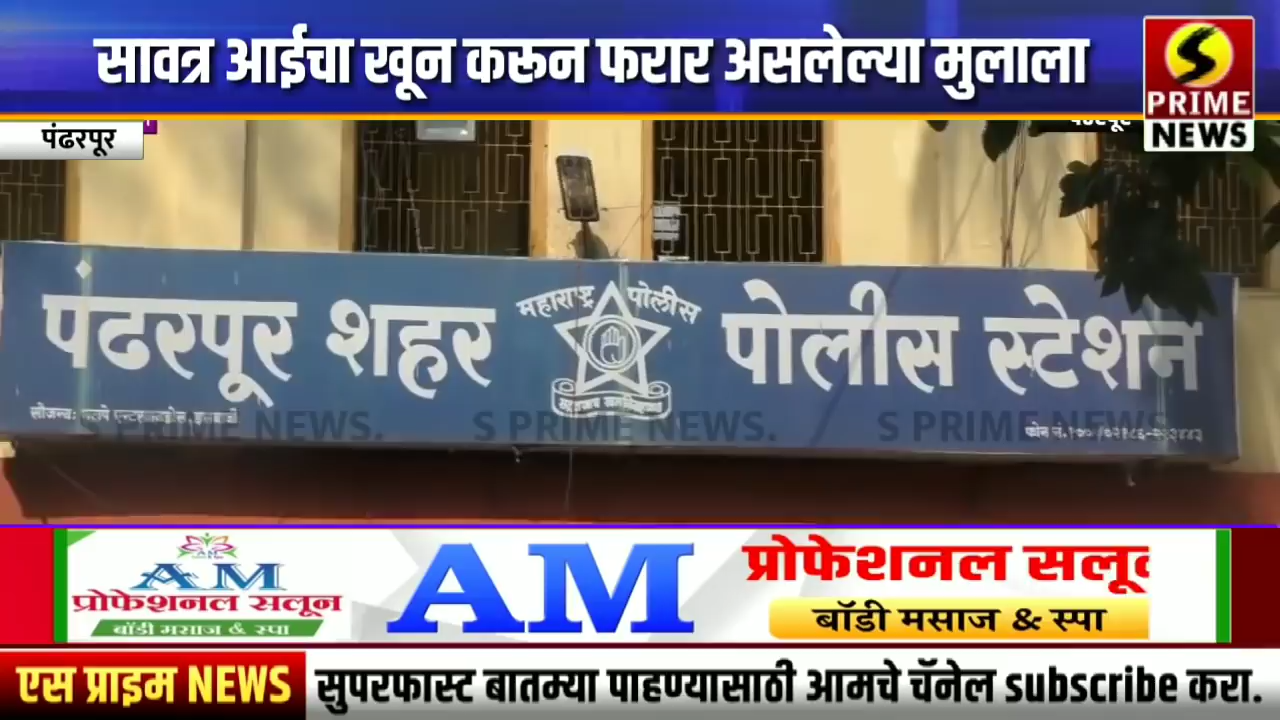 सावत्र आईचा खून करून फरार असलेल्या मुलाला
S
PRIME
NEWS
पंढरपूर
महाराष्ट्र पोलीस
पंढरपूर शहर पोलीस स्टेशन
S PRIME NEWS. S PRIME NEWS. S PRIME NEWS.
AM
प्रोफेशनल सलून
बॉडी मसाज & स्पा
AM
प्रोफेशनल
बॉडी मसाज & स्पा
एस प्राइम NEWS
सुपरफास्ट बातम्या पाहण्यासाठी आमचे चॅनेल subscribe करा.